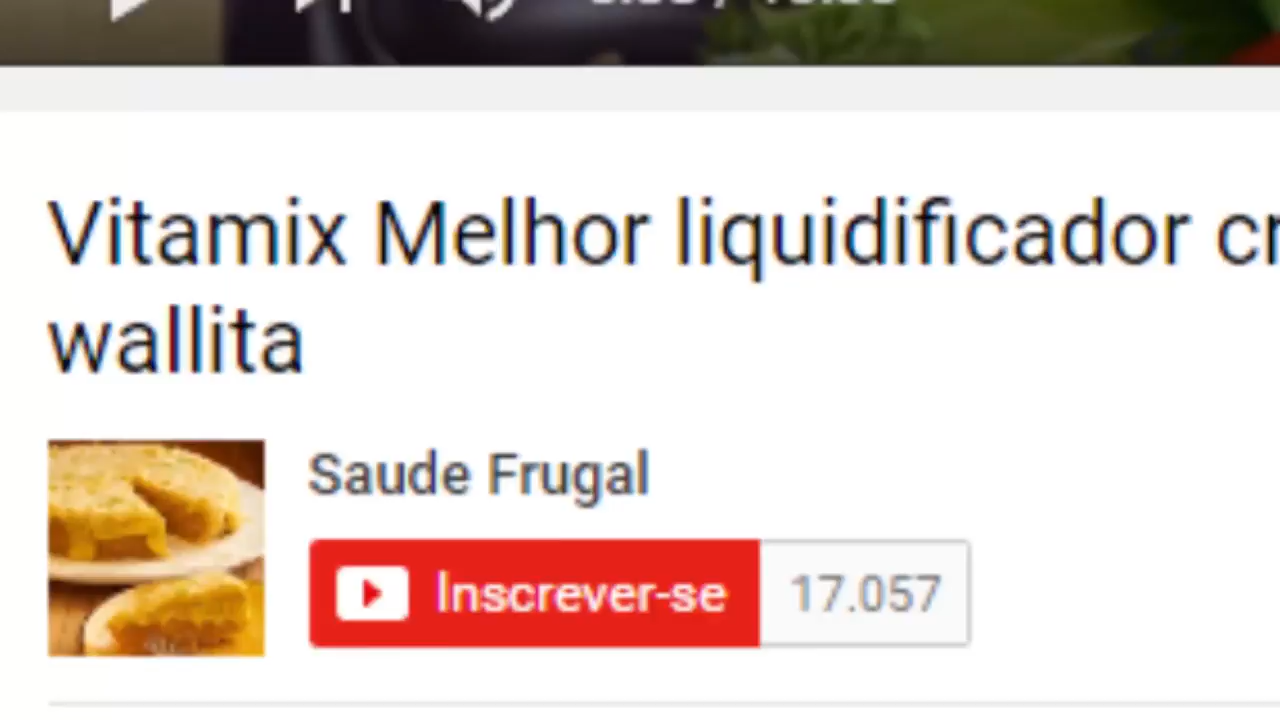 Vitamix Melhor liquidificador
wallita
Saude Frugal
Inscrever-se 17.057